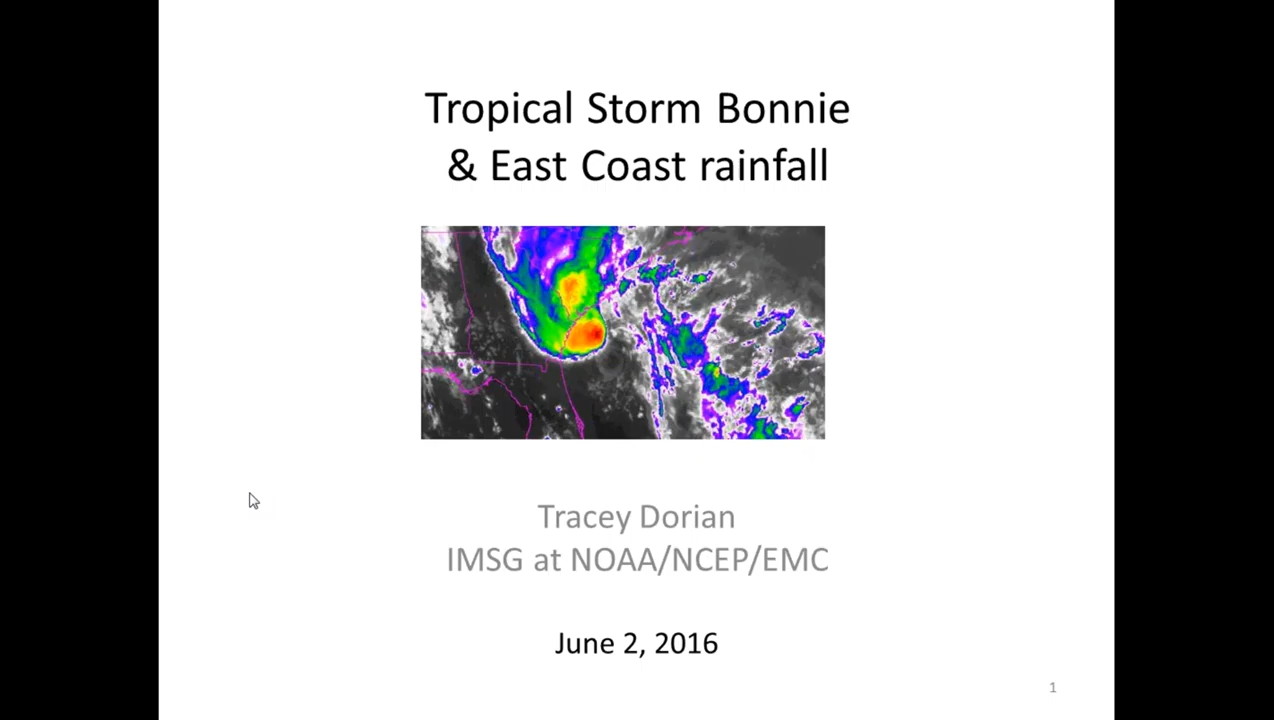 Tropical Storm Bonnie
& East Coast rainfall
Tracey Dorian
IMSG at NOAA/NCEP/EMC
June 2, 2016
1